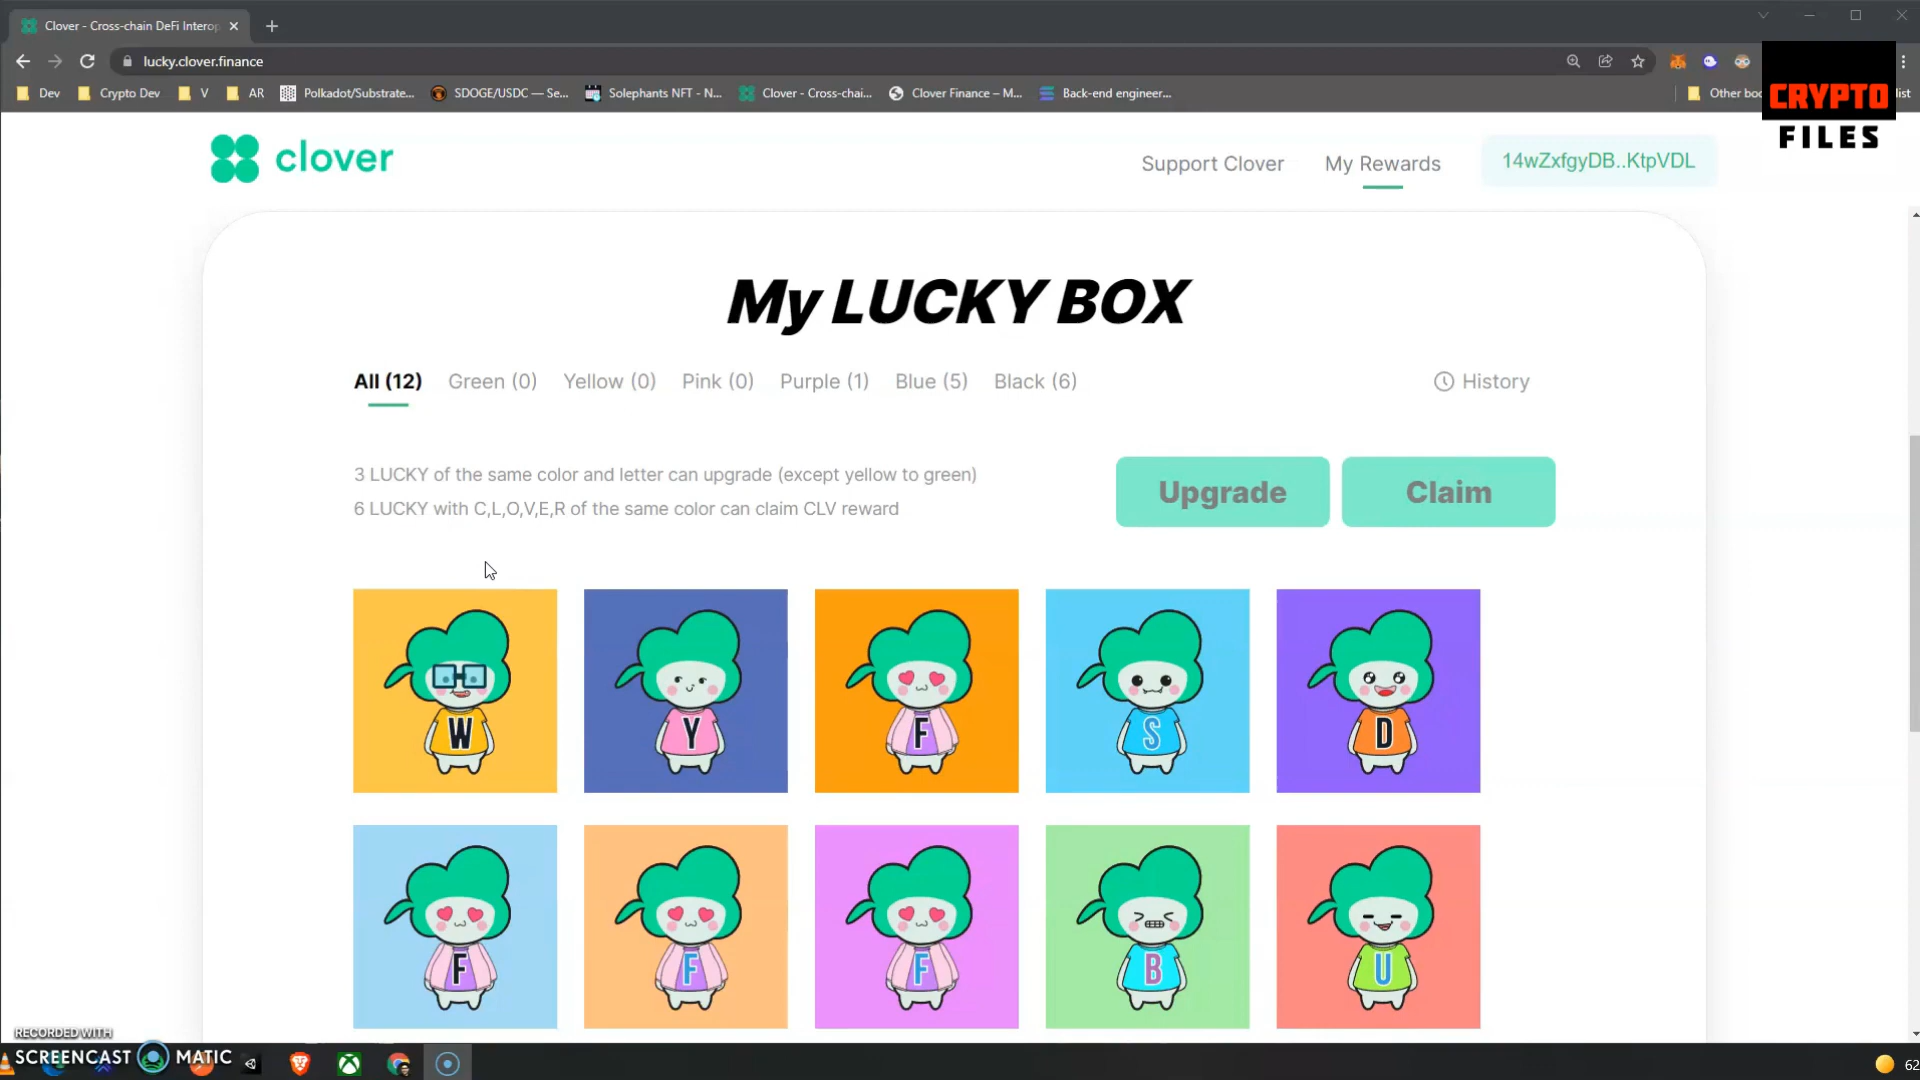 Clover - Cross-chain DeFi Interop
lucky.clover.finance
Dev
Crypto Dev
V
AR
Polkadot/Substrate...
SDOGE/USDC — Se...
Solephants NFT - N...
Clover - Cross-chai...
Clover Finance – M...
Back-end engineer...
Other boo
list
CRYPTO
FILES
clover
Support Clover
My Rewards
14wZxfgyDB..KtpVDL
My LUCKY BOX
All (12)
Green (0)
Yellow (0)
Pink (0)
Purple (1)
Blue (5)
Black (6)
History
3 LUCKY of the same color and letter can upgrade (except yellow to green)
6 LUCKY with C,L,O,V,E,R of the same color can claim CLV reward
Upgrade
Claim
W
Y
F
S
D
F
F
F
B
U
RECORDED WITH
SCREENCAST MATIC
62